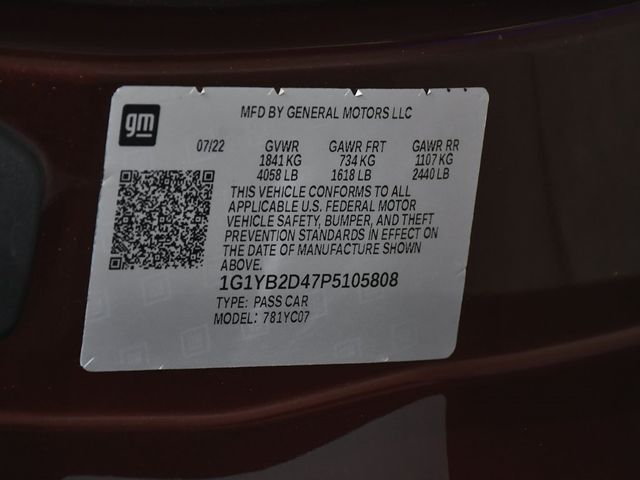 gm
MFD BY GENERAL MOTORS LLC
07/22 GVWR GAWR FRT GAWR RR
1841 KG 734 KG 1107 KG
4058 LB 1618 LB 2440 LB
THIS VEHICLE CONFORMS TO ALL
APPLICABLE U.S. FEDERAL MOTOR
VEHICLE SAFETY, BUMPER, AND THEFT
PREVENTION STANDARDS IN EFFECT ON
THE DATE OF MANUFACTURE SHOWN
ABOVE.
1G1YB2D47P5105808
TYPE: PASS CAR
MODEL: 781YC07